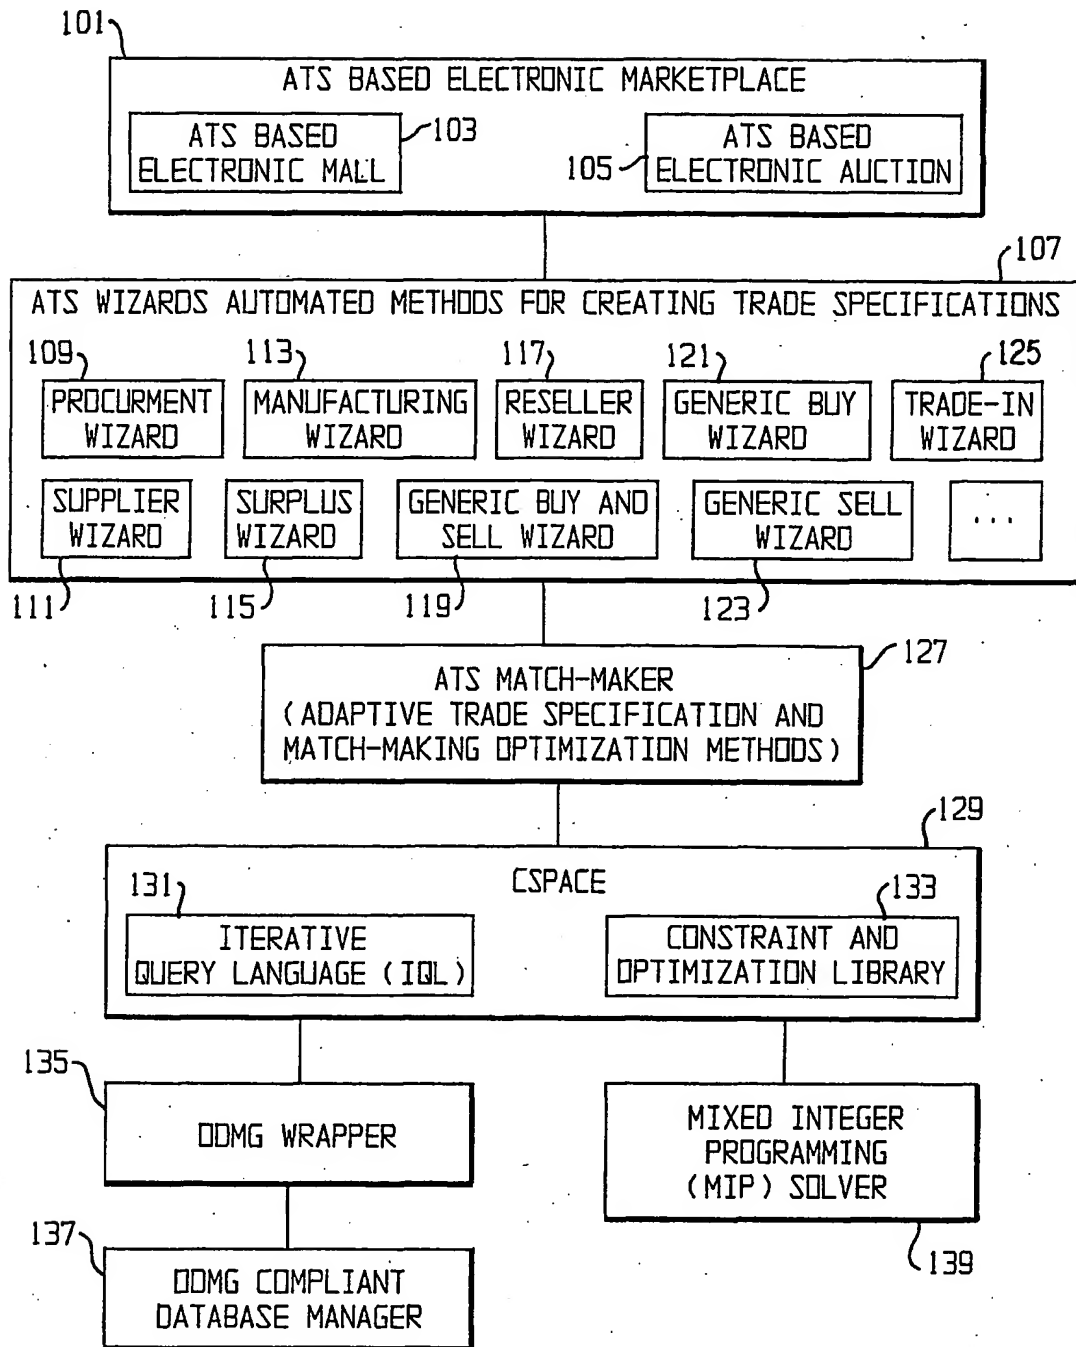 101
ATS BASED ELECTRONIC MARKETPLACE
ATS BASED
ELECTRONIC MALL
103
105
ATS BASED
ELECTRONIC AUCTION
107
ATS WIZARDS AUTOMATED METHODS FOR CREATING TRADE SPECIFICATIONS
109
113
117
121
125
PROCURMENT
WIZARD
MANUFACTURING
WIZARD
RESELLER
WIZARD
GENERIC BUY
WIZARD
TRADE-IN
WIZARD
SUPPLIER
WIZARD
SURPLUS
WIZARD
GENERIC BUY AND
SELL WIZARD
GENERIC SELL
WIZARD
...
111
115
119
123
127
ATS MATCH-MAKER
(ADAPTIVE TRADE SPECIFICATION AND
MATCH-MAKING OPTIMIZATION METHODS)
129
CSPACE
131
133
ITERATIVE
QUERY LANGUAGE (IQL)
CONSTRAINT AND
OPTIMIZATION LIBRARY
135
ODMG WRAPPER
MIXED INTEGER
PROGRAMMING
(MIP) SOLVER
137
139
ODMG COMPLIANT
DATABASE MANAGER